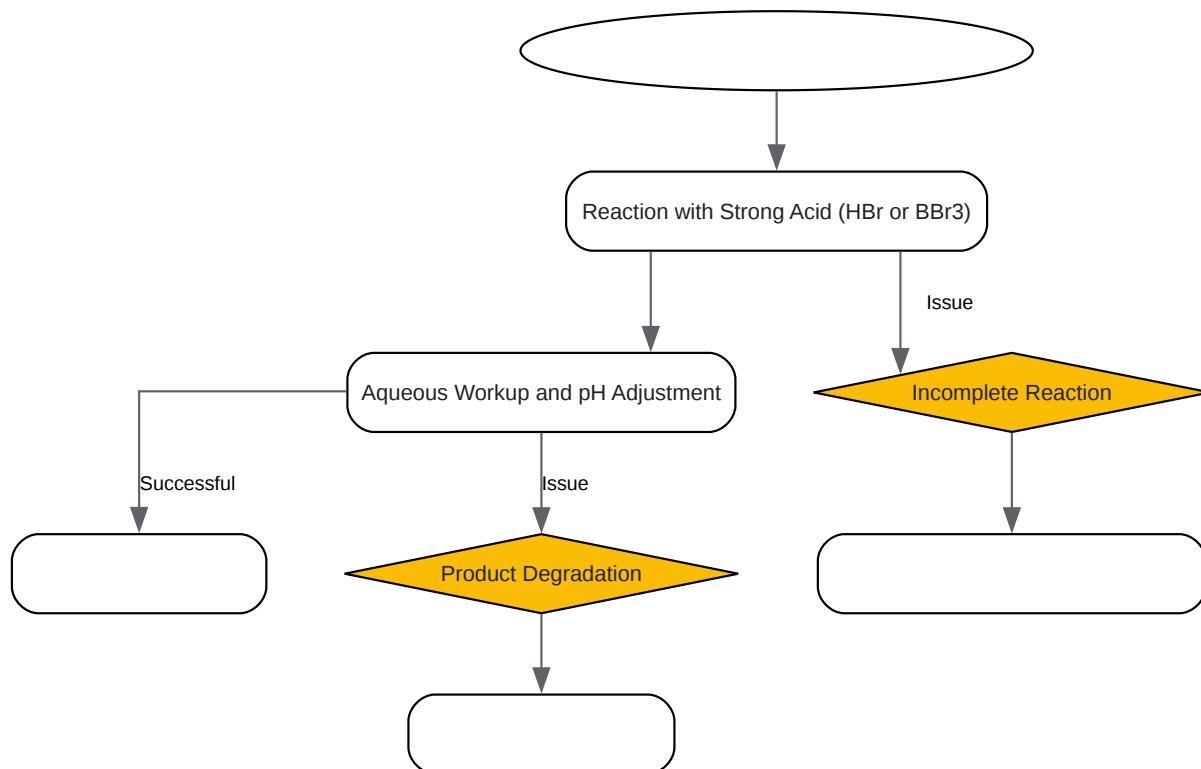 Reaction with Strong Acid (HBr or BBr3)
Issue
Aqueous Workup and pH Adjustment
Incomplete Reaction
Successful
Issue
Product Degradation